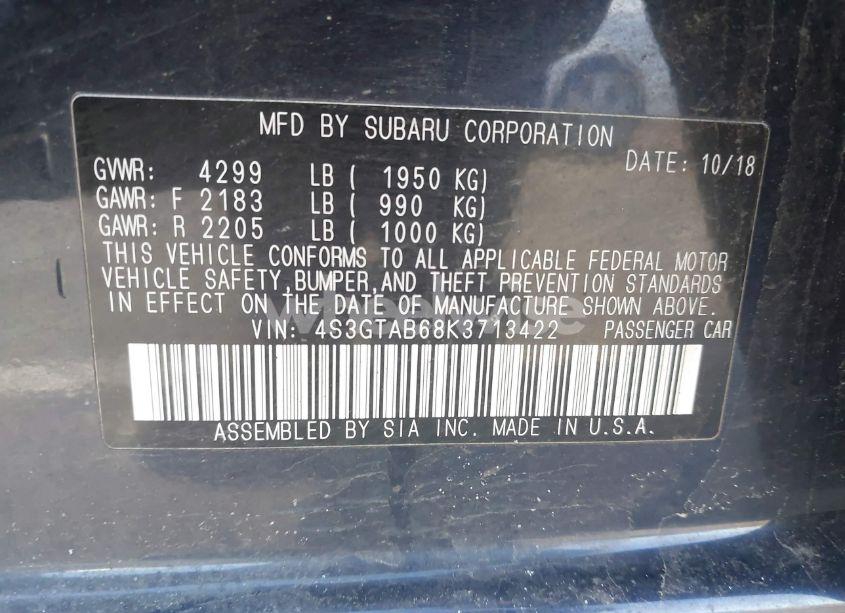 MFD BY SUBARU CORPORATION
DATE: 10/18
GVWR: 4299 LB ( 1950 KG)
GAWR: F 2183 LB ( 990 KG)
GAWR: R 2205 LB ( 1000 KG)
THIS VEHICLE CONFORMS TO ALL APPLICABLE FEDERAL MOTOR
VEHICLE SAFETY,BUMPER,AND THEFT PREVENTION STANDARDS
IN EFFECT ON THE DATE OF MANUFACTURE SHOWN ABOVE.
VIN: 4S3GTAB68K3713422 PASSENGER CAR
ASSEMBLED BY SIA INC. MADE IN U.S.A.